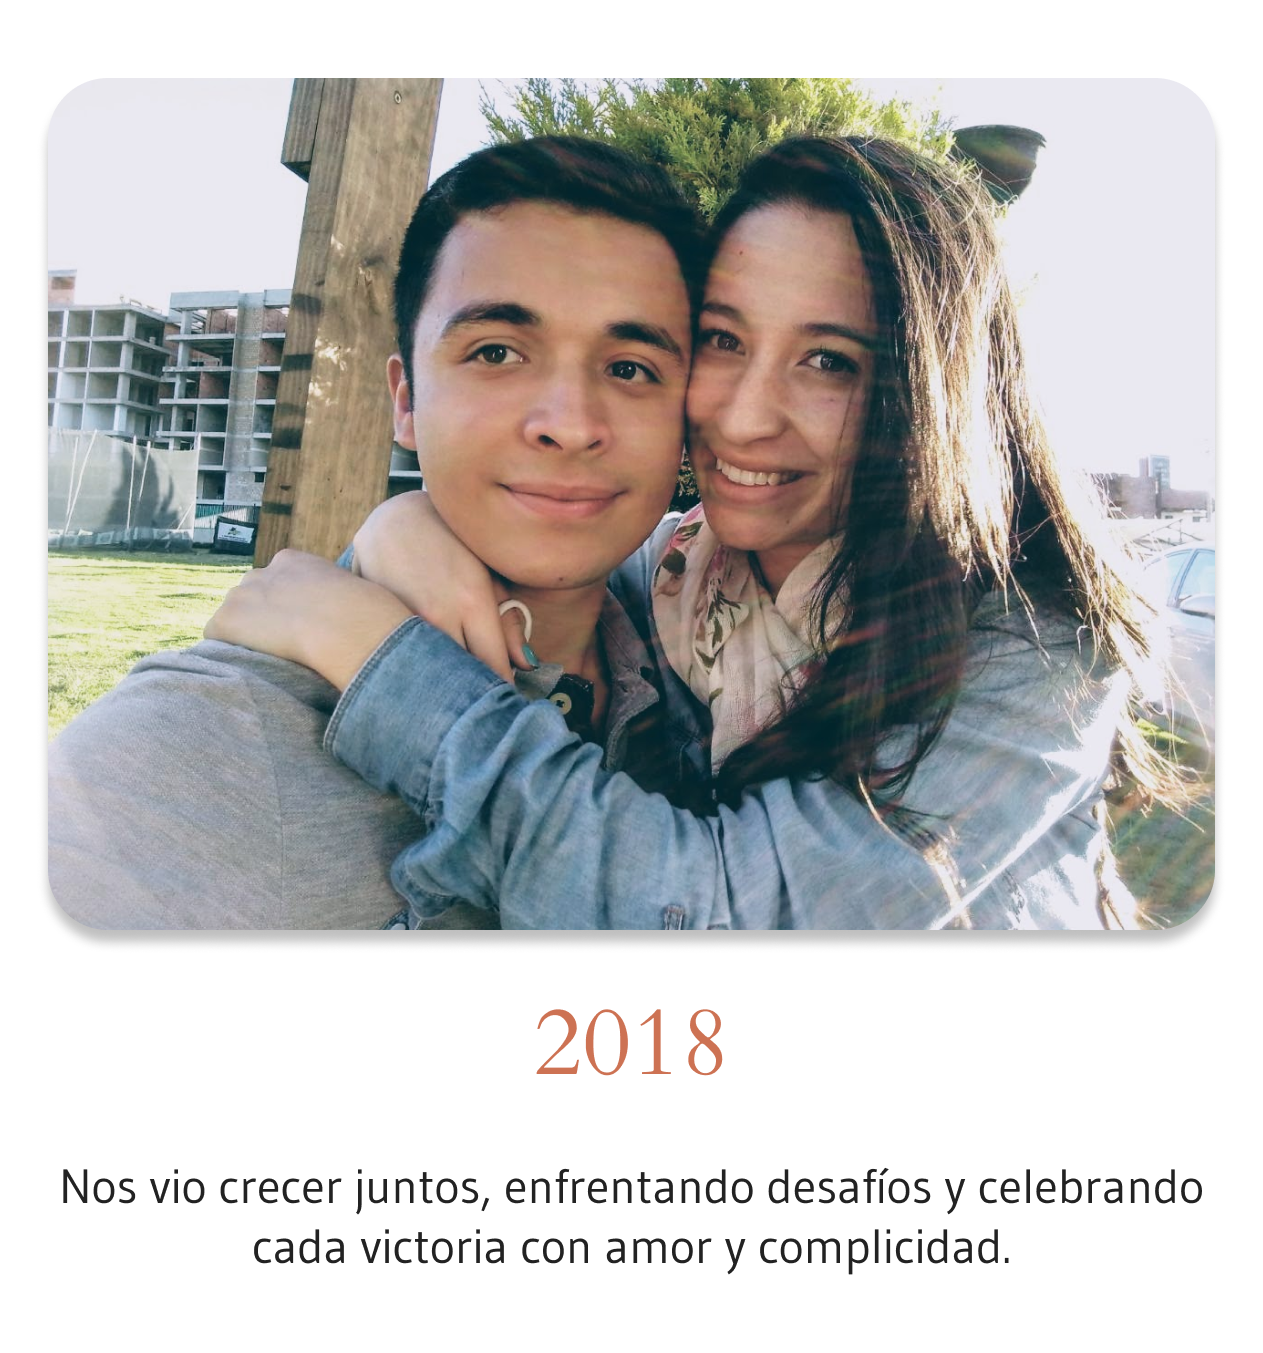 2018
Nos vio crecer juntos, enfrentando desafíos y celebrando
cada victoria con amor y complicidad.